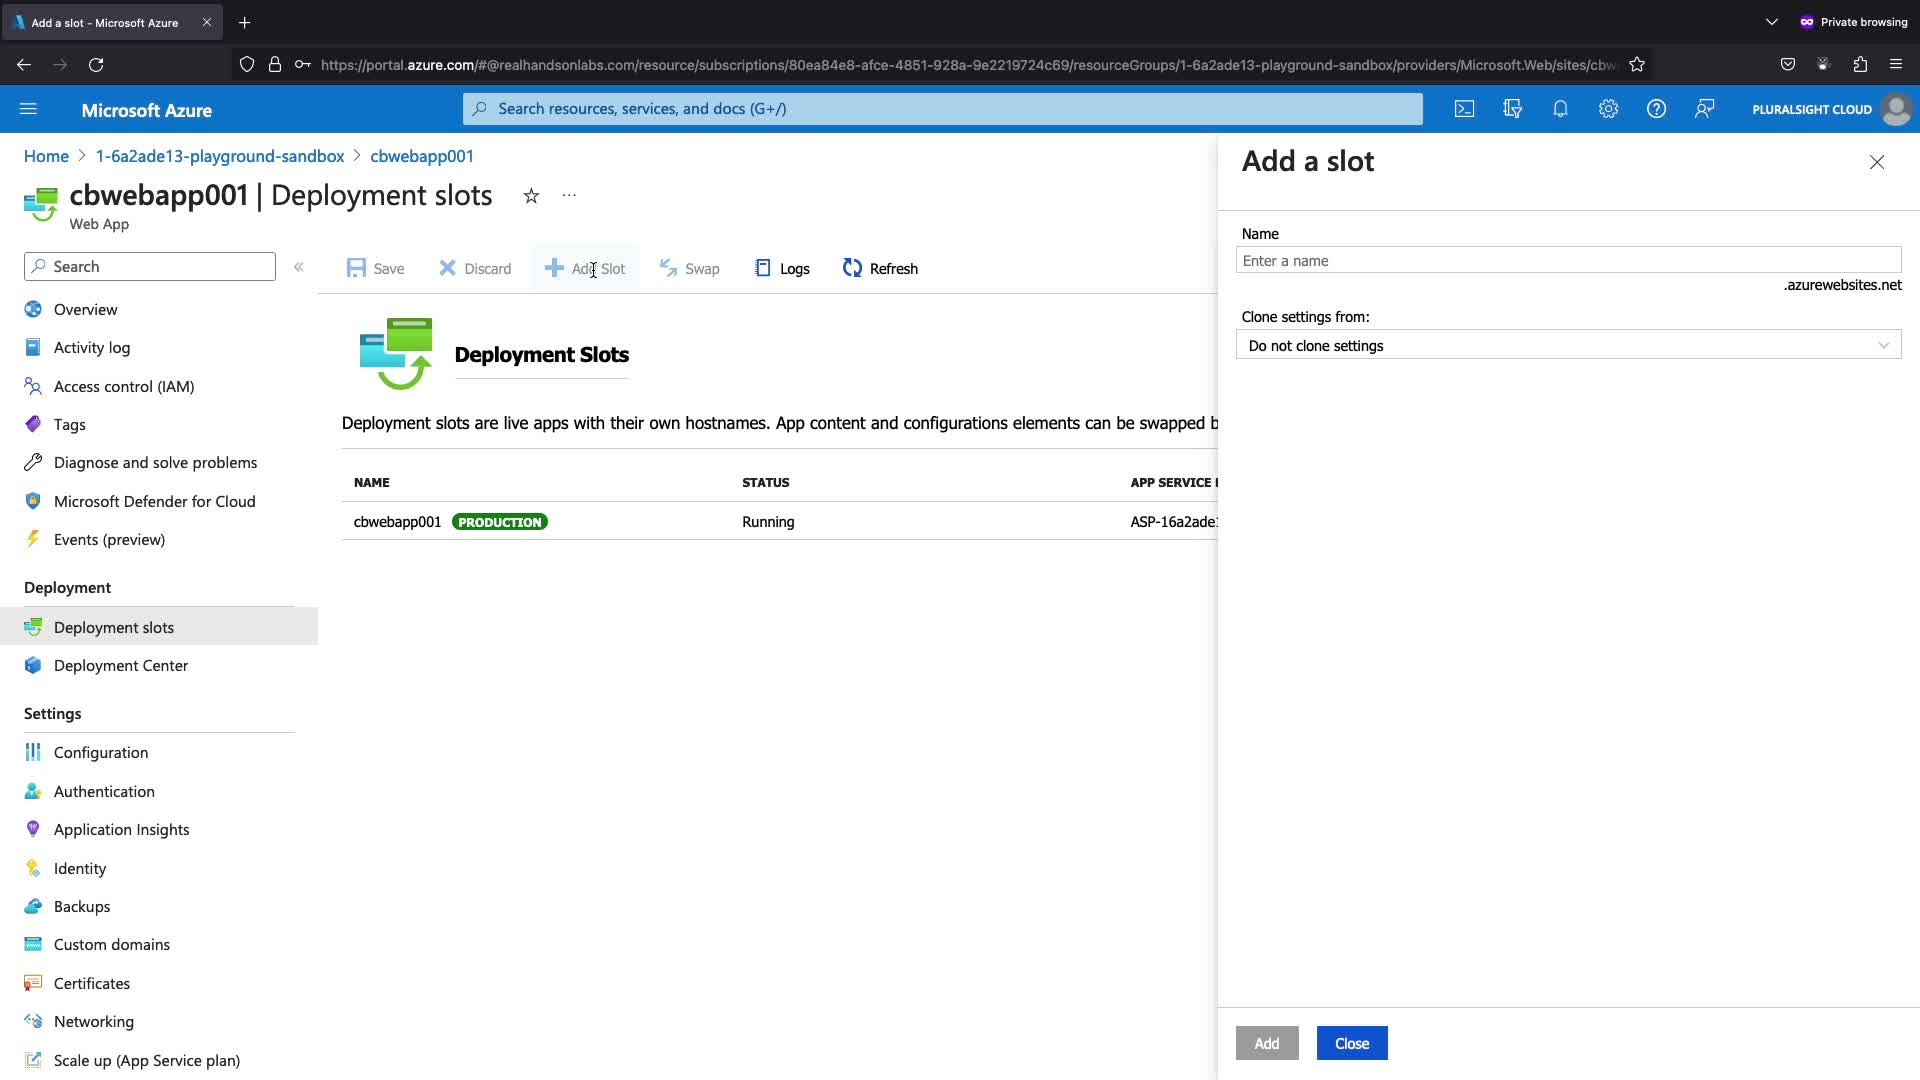 Add a slot - Microsoft Azure
Private browsing
https://portal.azure.com/#@realhandsonlabs.com/resource/subscriptions/80ea84e8-afce-4851-928a-9e2219724c69/resourceGroups/1-6a2ade13-playground-sandbox/providers/Microsoft.Web/sites/cbw
Microsoft Azure
Search resources, services, and docs (G+/)
PLURALSIGHT CLOUD
Home > 1-6a2ade13-playground-sandbox > cbwebapp001
cbwebapp001 | Deployment slots
Web App
Search
Overview
Activity log
Access control (IAM)
Tags
Diagnose and solve problems
Microsoft Defender for Cloud
Events (preview)
Deployment
Deployment slots
Deployment Center
Settings
Configuration
Authentication
Application Insights
Identity
Backups
Custom domains
Certificates
Networking
Scale up (App Service plan)
Save Discard Add Slot Swap Logs Refresh
Deployment Slots
Deployment slots are live apps with their own hostnames. App content and configurations elements can be swapped b
NAME STATUS APP SERVICE
cbwebapp001 PRODUCTION Running ASP-16a2ade
Add a slot
Name
Enter a name
.azurewebsites.net
Clone settings from:
Do not clone settings
Add Close